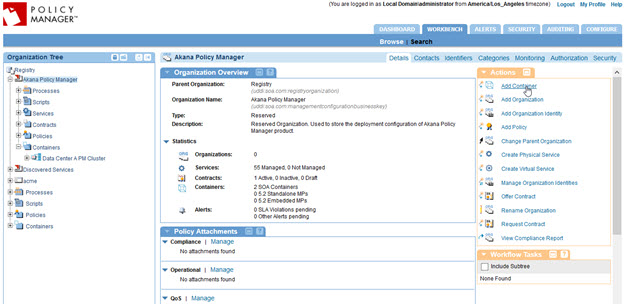 POLICY
MANAGER™
(You are logged in as Local Domain\administrator from America/Los_Angeles timezone) Logout My Profile Help
DASHBOARD WORKBENCH ALERTS SECURITY AUDITING CONFIGURE
Browse | Search
Organization Tree
Registry
Akana Policy Manager
Processes
Scripts
Services
Contracts
Policies
Containers
Data Center A PM Cluster
Discovered Services
acme
Processes
Scripts
Policies
Containers
Akana Policy Manager
Details Contacts Identifiers Categories Monitoring Authorization Security
Organization Overview
Parent Organization: Registry
(uddi:soa.com:registryorganization)
Organization Name: Akana Policy Manager
(uddi:soa.com:managementconfigurationbusinesskey)
Type: Reserved
Description: Reserved Organization. Used to store the deployment configuration of Akana Policy
Manager product.
Statistics
Organizations: 0
Services: 55 Managed, 0 Not Managed
Contracts: 1 Active, 0 Inactive, 0 Draft
Containers: 2 SOA Containers
0 5.2 Standalone MPs
0 5.2 Embedded MPs
Alerts: 0 SLA Violations pending
0 Other Alerts pending
Policy Attachments
Compliance | Manage
No attachments found
Operational | Manage
No attachments found
QoS | Manage
Actions
Add Container
Add Organization
Add Organization Identity
Add Policy
Change Parent Organization
Create Physical Service
Create Virtual Service
Manage Organization Identities
Offer Contract
Rename Organization
Request Contract
View Compliance Report
Workflow Tasks
Include Subtree
None Found